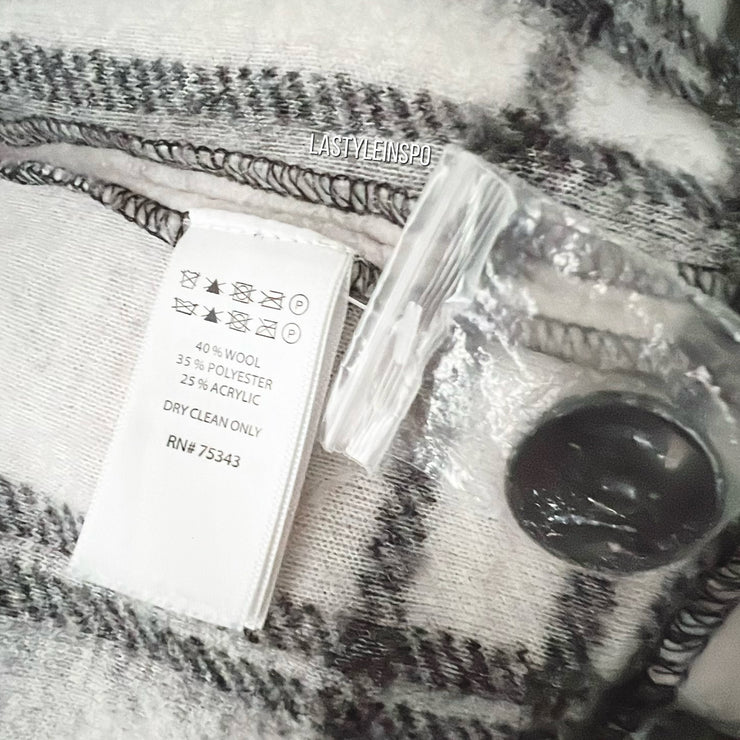 LASTYLEINSPO
P
P
40 % WOOL
35 % POLYESTER
25 % ACRYLIC
DRY CLEAN ONLY
RN# 75343